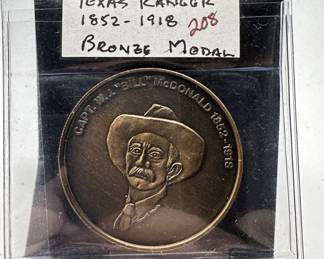 TEXAS RANGER
1852-1918 208
BRONZE MEDAL
CAPT. W.J. "BILL" McDONALD 1852-1918